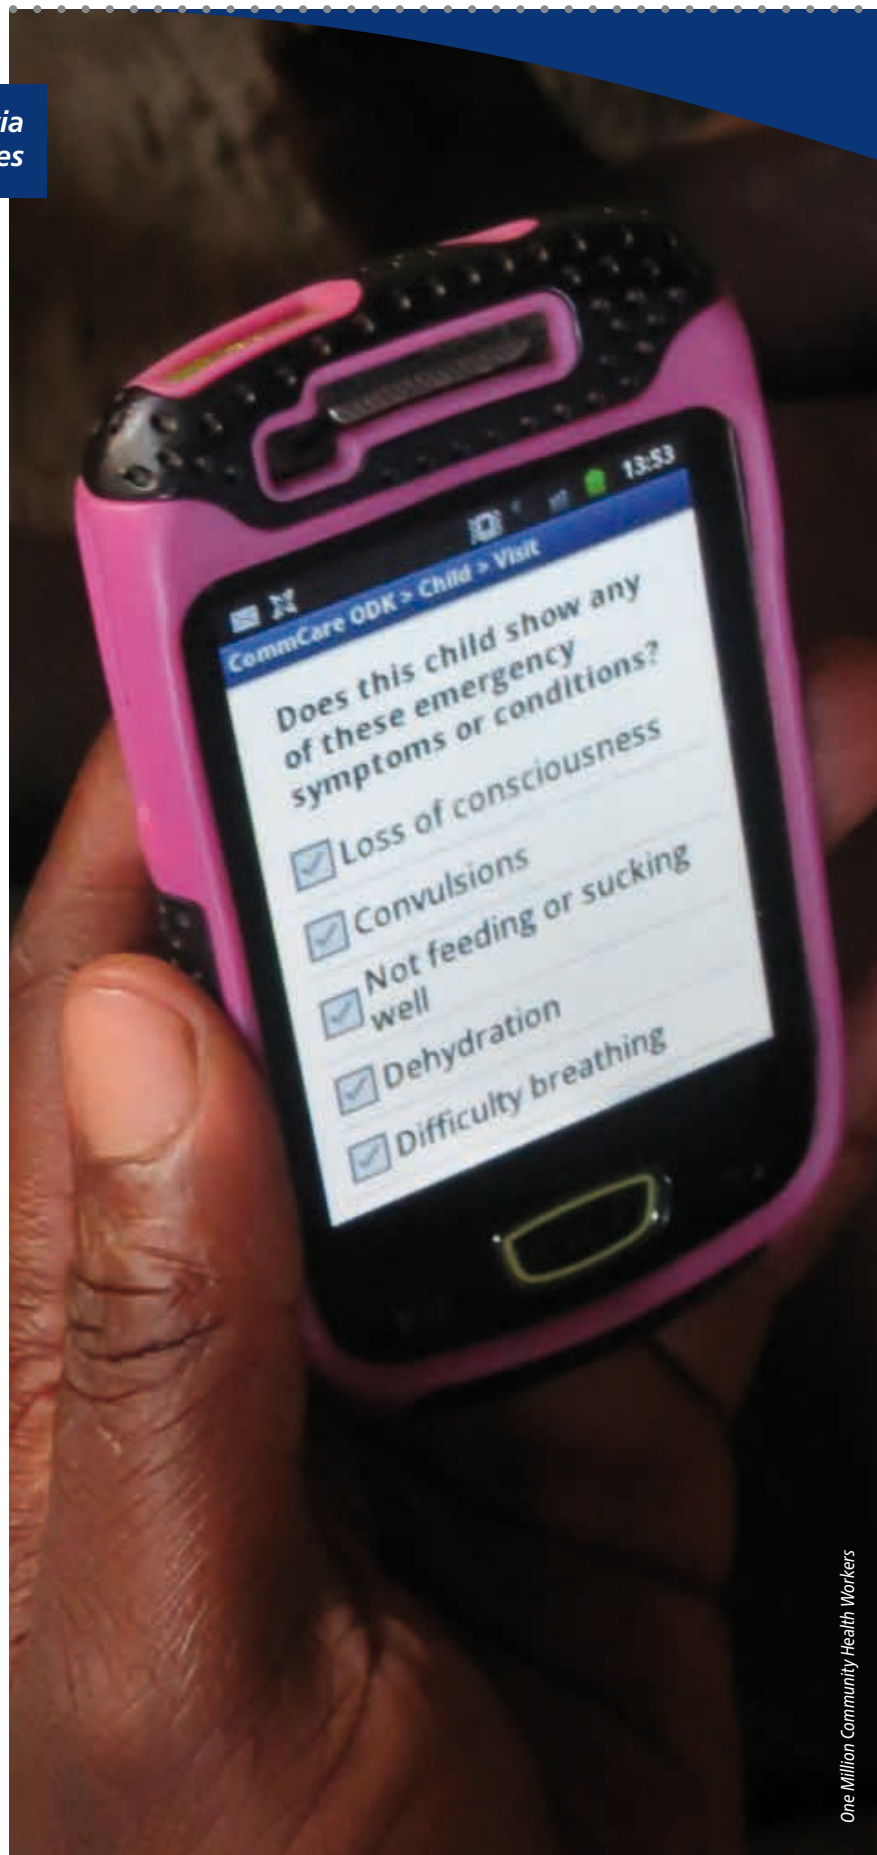 ia
es
13:53
CommCare ODK > Child > Visit
Does this child show any
of these emergency
symptoms or conditions?
Loss of consciousness
Convulsions
Not feeding or sucking
well
Dehydration
Difficulty breathing
One Million Community Health Workers